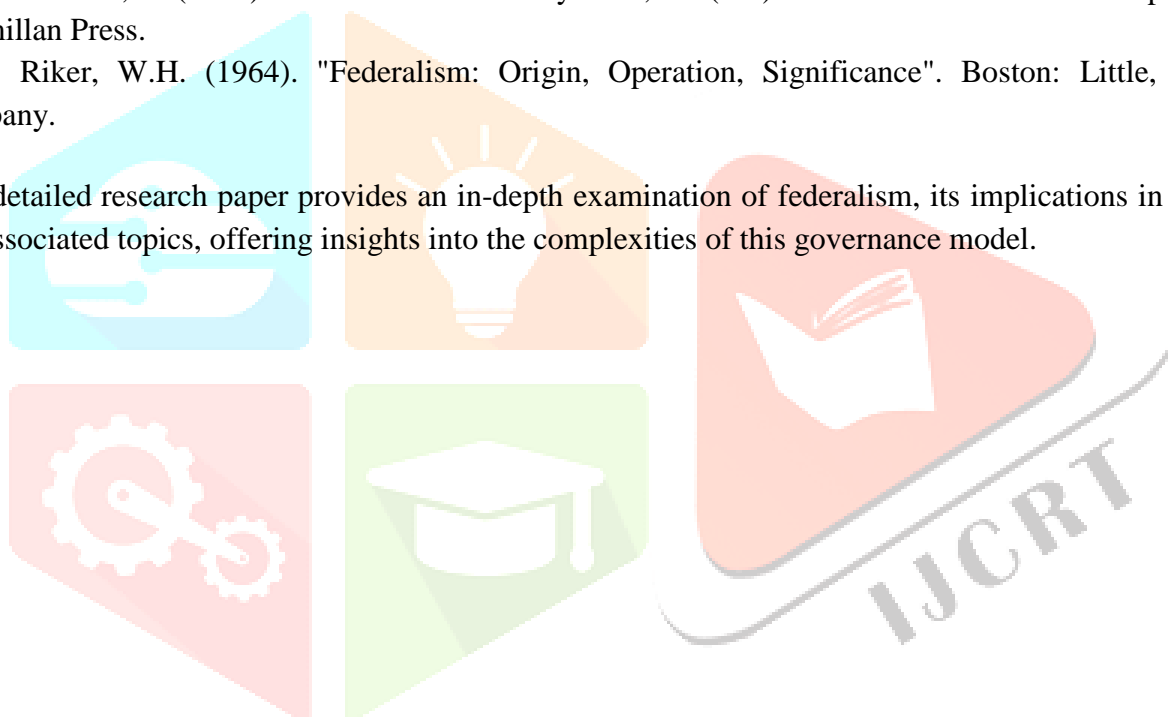 millan Press.
Riker, W.H. (1964). "Federalism: Origin, Operation, Significance". Boston: Little,
pany.
detailed research paper provides an in-depth examination of federalism, its implications in
ssociated topics, offering insights into the complexities of this governance model.
IJCRT